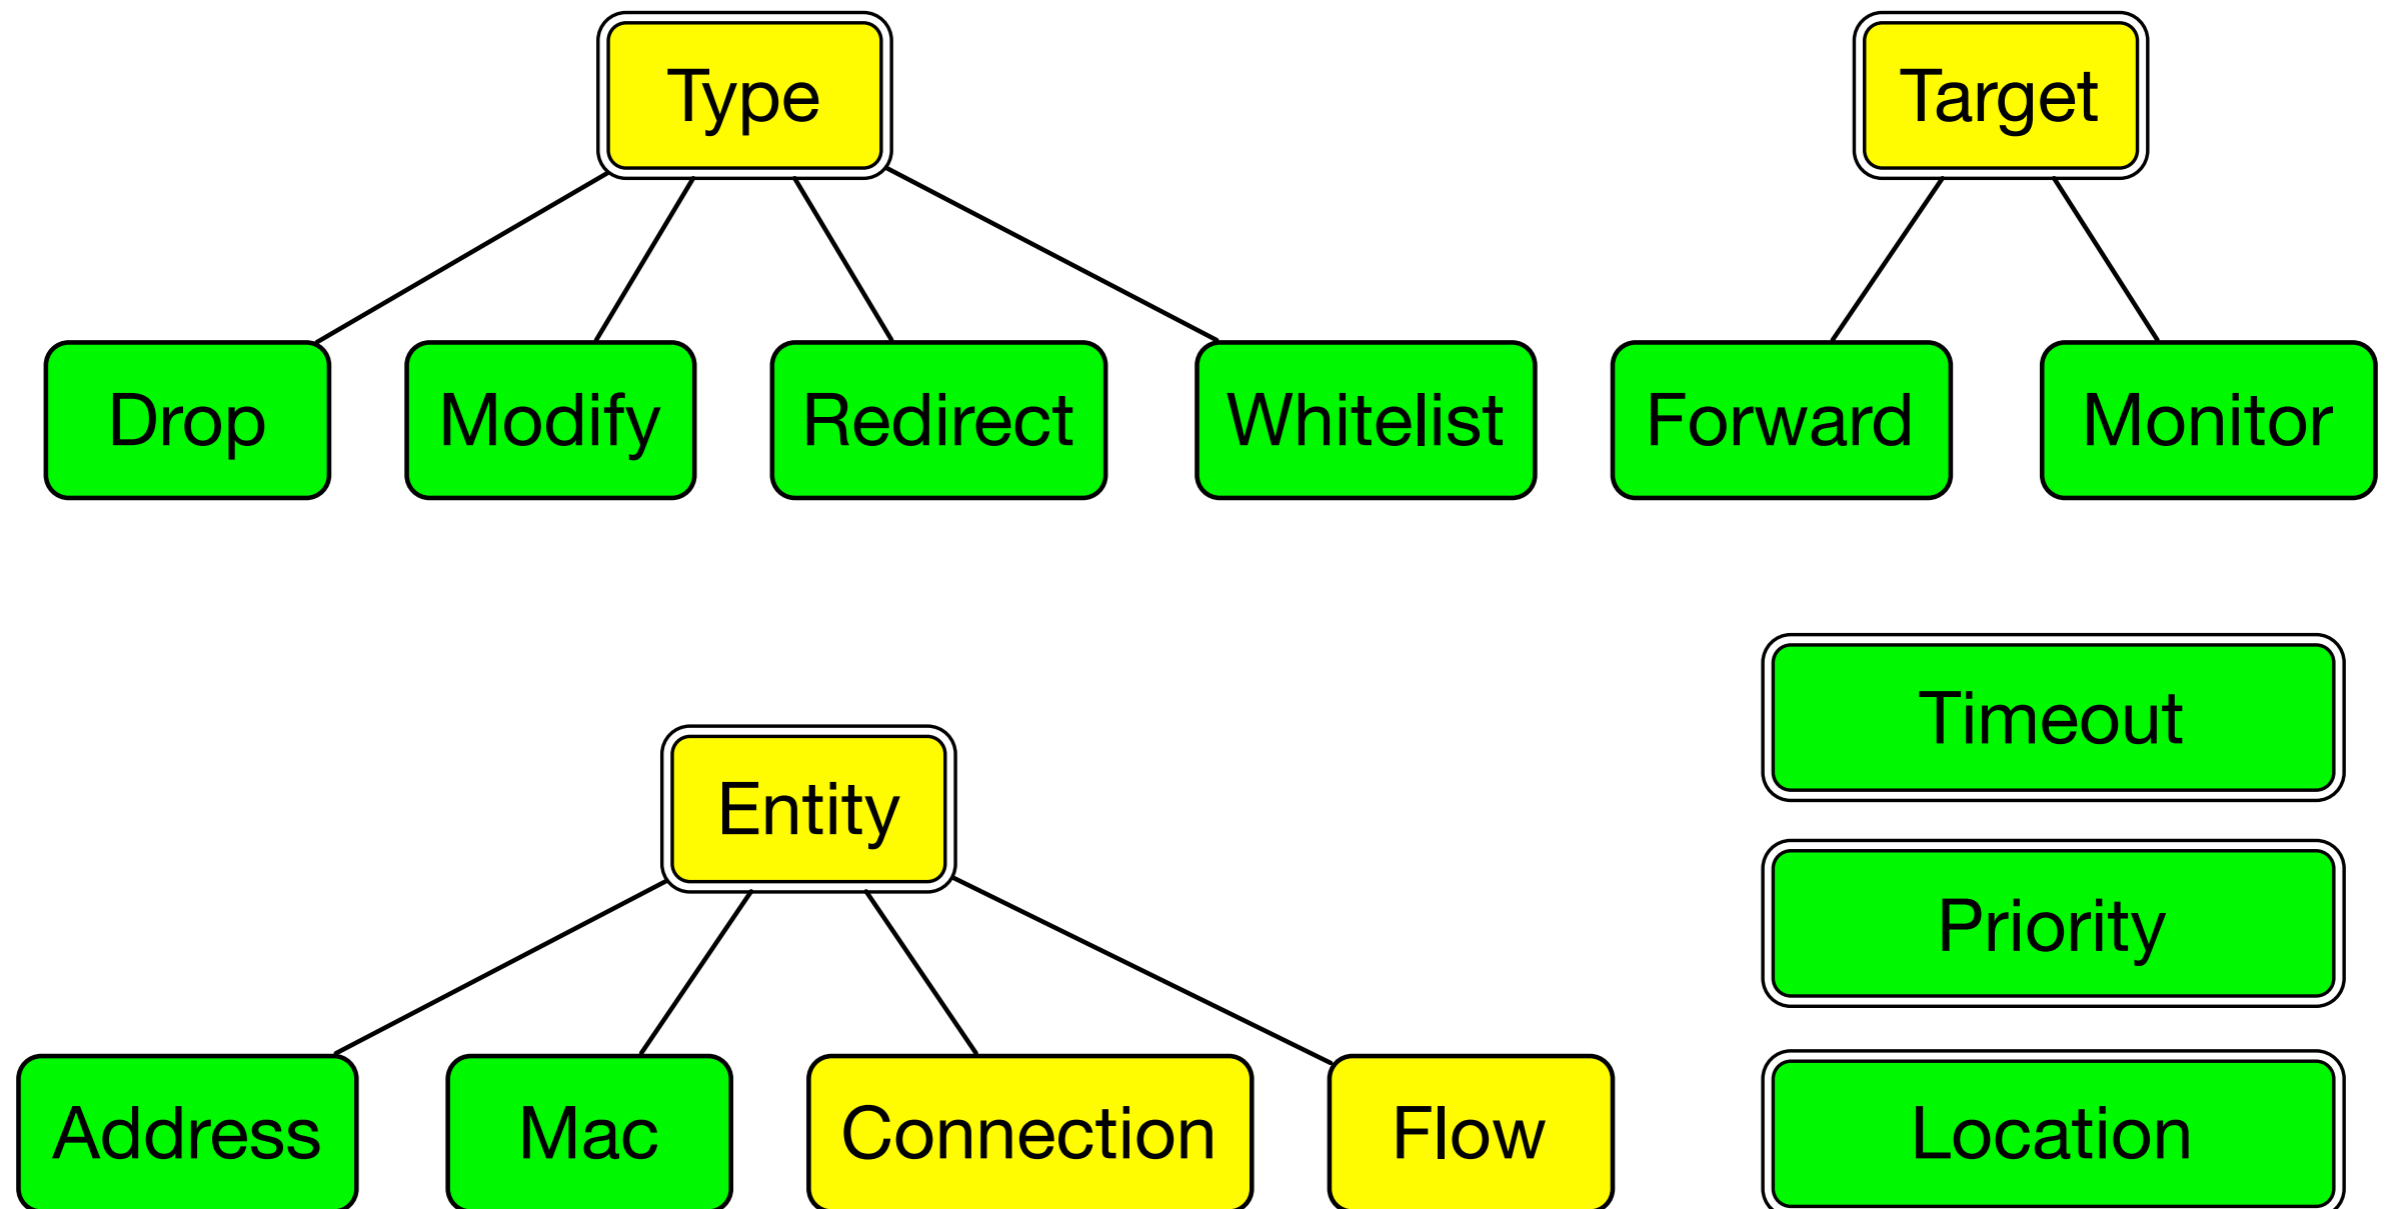 Type
Target
Drop
Modify
Redirect
Whitelist
Forward
Monitor
Timeout
Entity
Priority
Address
Mac
Connection
Flow
Location